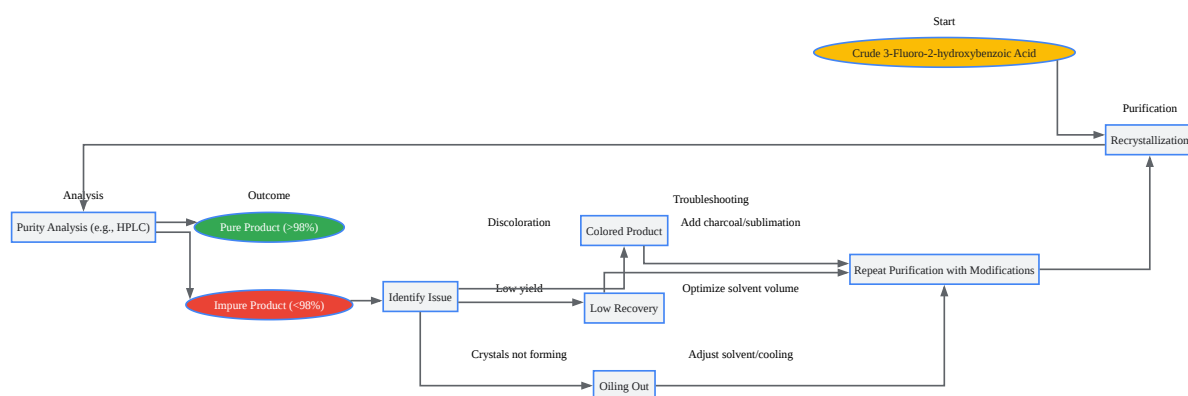 Start
Crude 3-Fluoro-2-hydroxybenzoic Acid
Purification
Recrystallization
Analysis
Purity Analysis (e.g., HPLC)
Outcome
Pure Product (>98%)
Impure Product (<98%)
Troubleshooting
Identify Issue
Discoloration
Colored Product
Add charcoal/sublimation
Low yield
Low Recovery
Optimize solvent volume
Crystals not forming
Oiling Out
Adjust solvent/cooling
Repeat Purification with Modifications